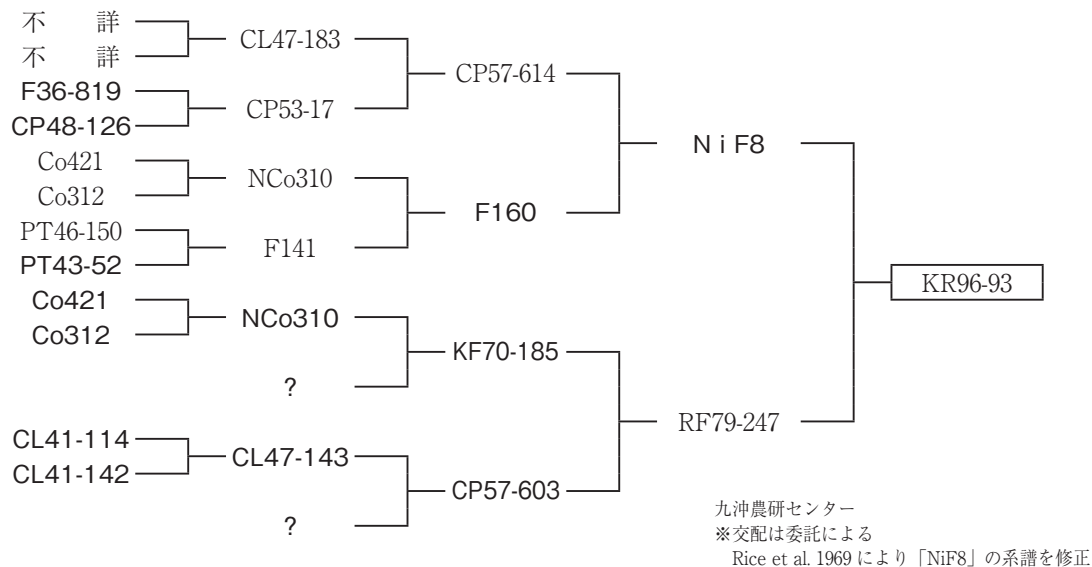 不　詳
不　詳
CL47-183
F36-819
CP48-126
CP53-17
CP57-614
Co421
Co312
NCo310
PT46-150
PT43-52
F141
F160
NiF8
Co421
Co312
NCo310
?
KF70-185
CL41-114
CL41-142
CL47-143
?
CP57-603
RF79-247
KR96-93
九沖農研センター
※交配は委託による
Rice et al. 1969 により「NiF8」の系譜を修正